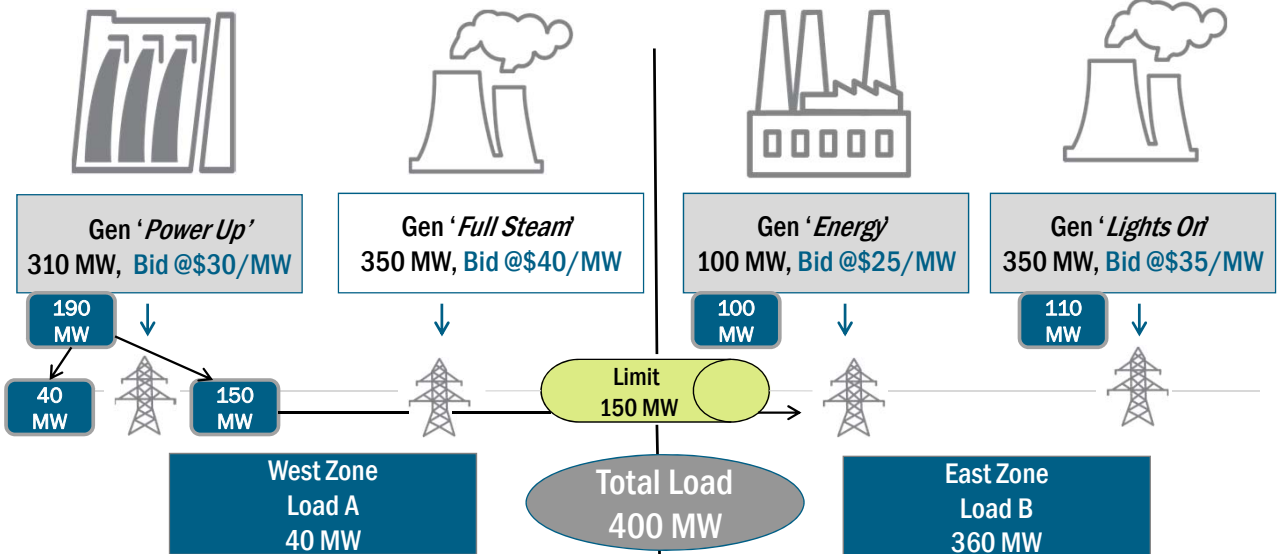 Gen ‘Power Up’
310 MW, Bid @$30/MW
Gen ‘Full Steam’
350 MW, Bid @$40/MW
Gen ‘Energy’
100 MW, Bid @$25/MW
Gen ‘Lights On’
350 MW, Bid @$35/MW
190
MW
100
MW
110
MW
40
MW
150
MW
Limit
150 MW
West Zone
Load A
40 MW
Total Load
400 MW
East Zone
Load B
360 MW